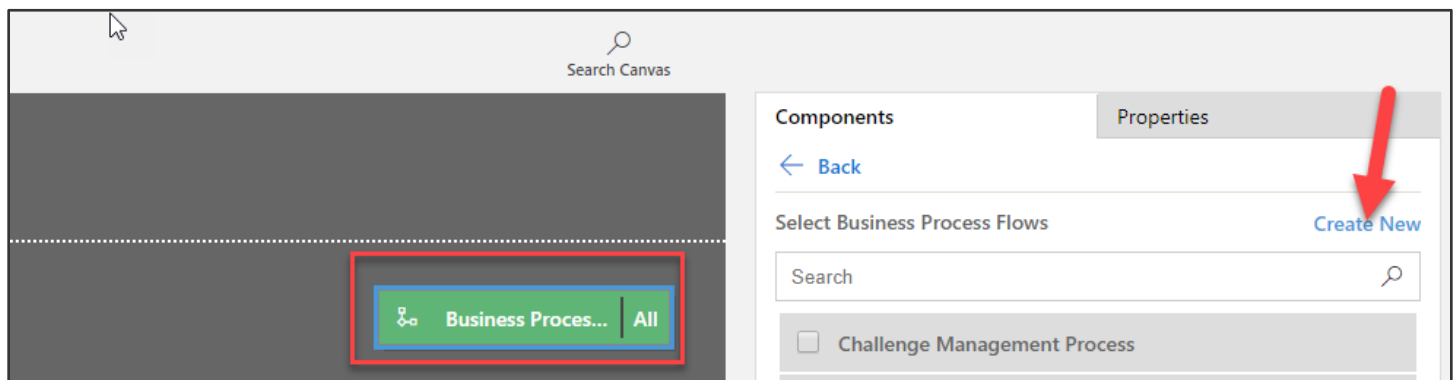 Search Canvas
Components
Properties
Back
Select Business Process Flows
Create New
Search
Business Proces... All
Challenge Management Process